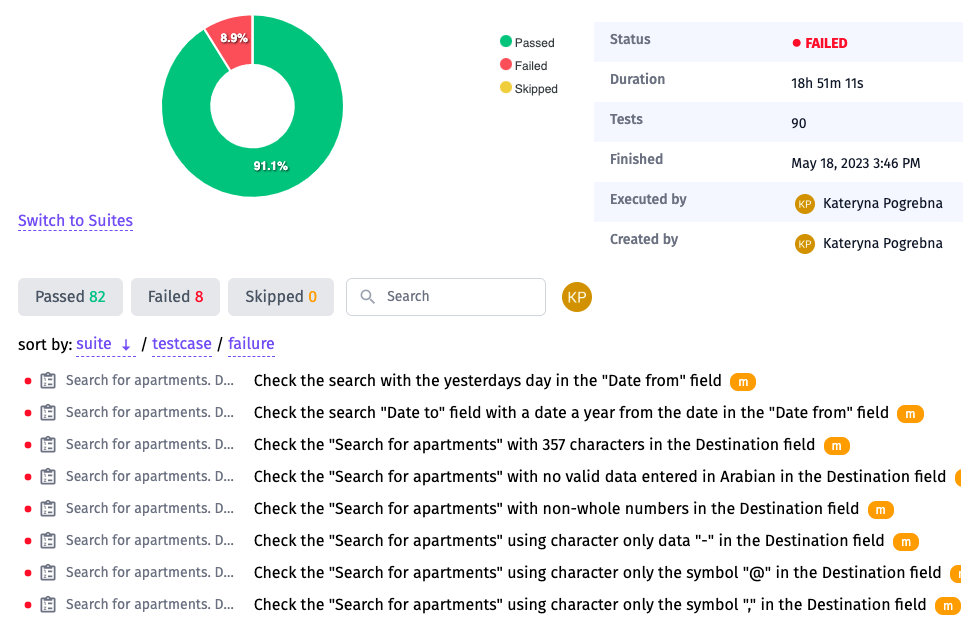 8.9%
91.1%
Passed
Failed
Skipped
Status FAILED
Duration 18h 51m 11s
Tests 90
Finished May 18, 2023 3:46 PM
Executed by KP Kateryna Pogrebna
Created by KP Kateryna Pogrebna
Switch to Suites
Passed 82 Failed 8 Skipped 0 Search KP
sort by: suite ↓ / testcase / failure
Search for apartments. D... Check the search with the yesterdays day in the "Date from" field m
Search for apartments. D... Check the search "Date to" field with a date a year from the date in the "Date from" field m
Search for apartments. D... Check the "Search for apartments" with 357 characters in the Destination field m
Search for apartments. D... Check the "Search for apartments" with no valid data entered in Arabian in the Destination field
Search for apartments. D... Check the "Search for apartments" with non-whole numbers in the Destination field m
Search for apartments. D... Check the "Search for apartments" using character only data "-" in the Destination field m
Search for apartments. D... Check the "Search for apartments" using character only the symbol "@" in the Destination field
Search for apartments. D... Check the "Search for apartments" using character only the symbol "," in the Destination field m